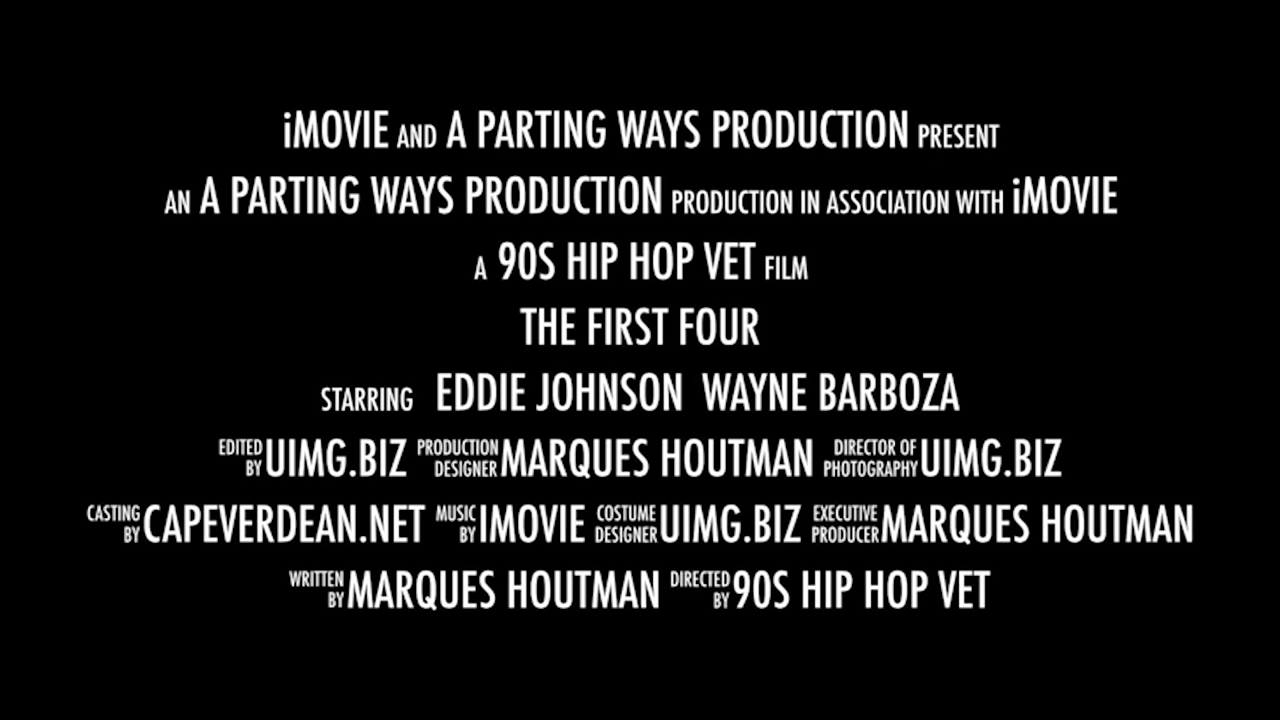 iMOVIE AND A PARTING WAYS PRODUCTION PRESENT
AN A PARTING WAYS PRODUCTION PRODUCTION IN ASSOCIATION WITH iMOVIE
A 90S HIP HOP VET FILM
THE FIRST FOUR
STARRING EDDIE JOHNSON WAYNE BARBOZA
EDITED BY UIMG.BIZ PRODUCTION DESIGNER MARQUES HOUTMAN DIRECTOR OF PHOTOGRAPHY UIMG.BIZ
CASTING BY CAPEVERDEAN.NET MUSIC BY IMOVIE COSTUME DESIGNER UIMG.BIZ EXECUTIVE PRODUCER MARQUES HOUTMAN
WRITTEN BY MARQUES HOUTMAN DIRECTED BY 90S HIP HOP VET